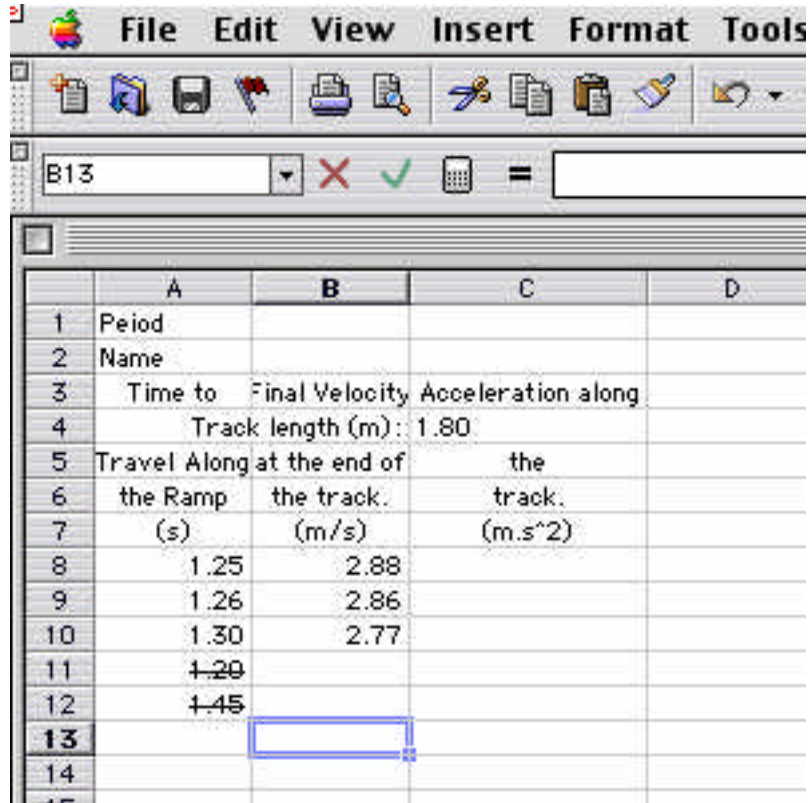 File Edit View Insert Format Tools
B13 =
A B C D
1 Peiod
2 Name
3 Time to Final Velocity Acceleration along
4 Track length (m): 1.80
5 Travel Along at the end of the
6 the Ramp the track. track.
7 (s) (m/s) (m.s^2)
8 1.25 2.88
9 1.26 2.86
10 1.30 2.77
11 1.20
12 1.45
13
14